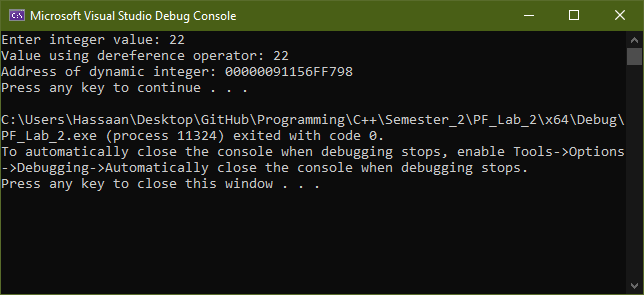 Microsoft Visual Studio Debug Console
Enter integer value: 22
Value using dereference operator: 22
Address of dynamic integer: 00000091156FF798
Press any key to continue . . .
C:\Users\Hassaan\Desktop\GitHub\Programming\C++\Semester_2\PF_Lab_2\x64\Debug\
PF_Lab_2.exe (process 11324) exited with code 0.
To automatically close the console when debugging stops, enable Tools->Options
->Debugging->Automatically close the console when debugging stops.
Press any key to close this window . . .